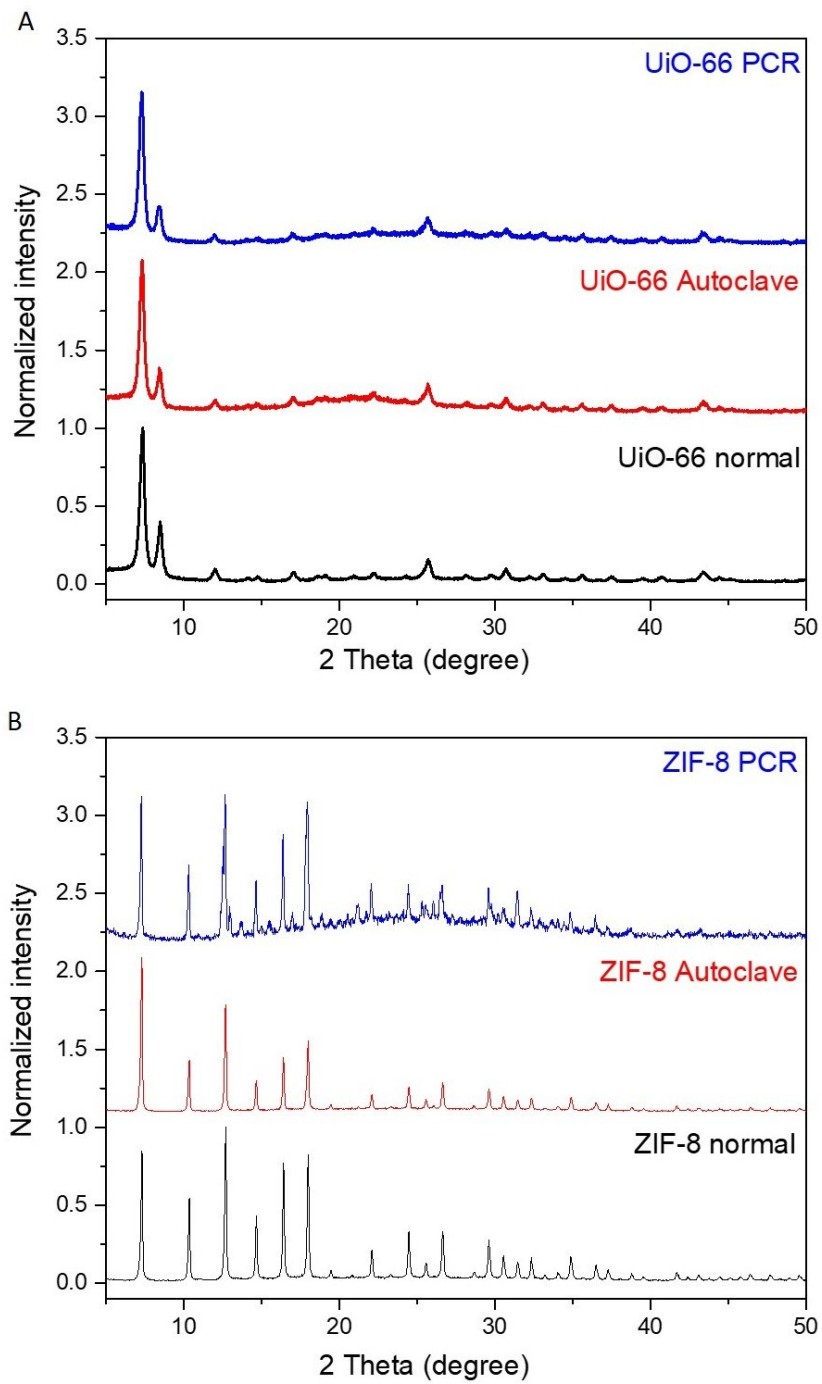 A
3.5
UiO-66 PCR
3.0
2.5
2.0
UiO-66 Autoclave
1.5
1.0
UiO-66 normal
0.5
0.0
Normalized intensity
10 20 30 40 50
2 Theta (degree)
B
3.5
ZIF-8 PCR
3.0
2.5
2.0
ZIF-8 Autoclave
1.5
1.0
ZIF-8 normal
0.5
0.0
Normalized intensity
10 20 30 40 50
2 Theta (degree)